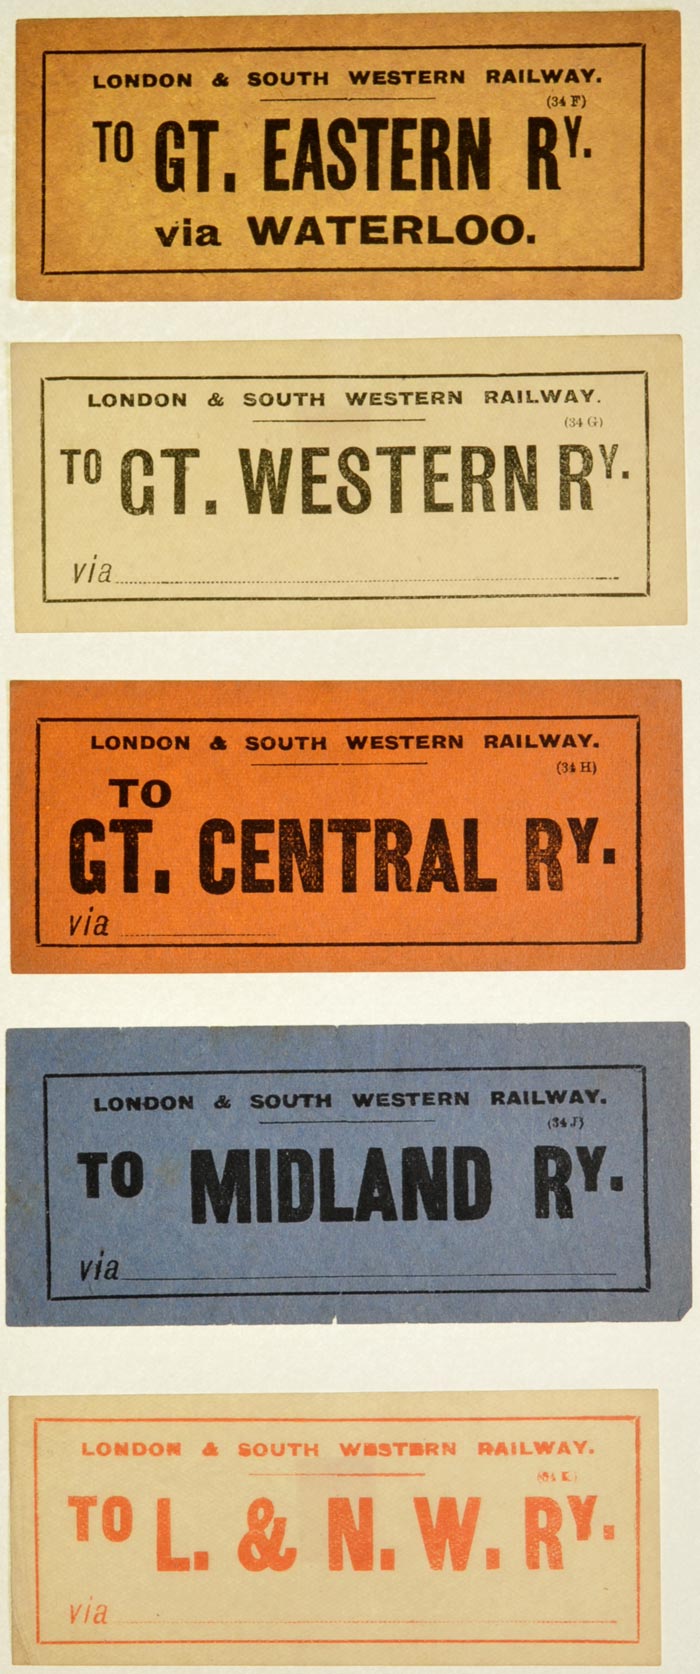 LONDON & SOUTH WESTERN RAILWAY.
(34 F)
TO GT. EASTERN RY.
via WATERLOO.
LONDON & SOUTH WESTERN RAILWAY.
(34 G)
TO GT. WESTERN RY.
via
LONDON & SOUTH WESTERN RAILWAY.
(34 H)
TO
GT. CENTRAL RY.
via
LONDON & SOUTH WESTERN RAILWAY.
(34 J)
TO MIDLAND RY.
via
LONDON & SOUTH WESTERN RAILWAY.
(34 K)
TO L. & N. W. RY.
via